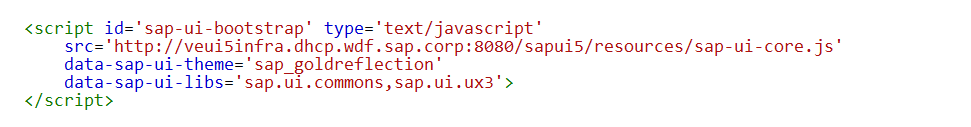 <script id='sap-ui-bootstrap' type='text/javascript'
src='http://veui5infra.dhcp.wdf.sap.corp:8080/sapui5/resources/sap-ui-core.js'
data-sap-ui-theme='sap_goldreflection'
data-sap-ui-libs='sap.ui.commons,sap.ui.ux3'>
</script>